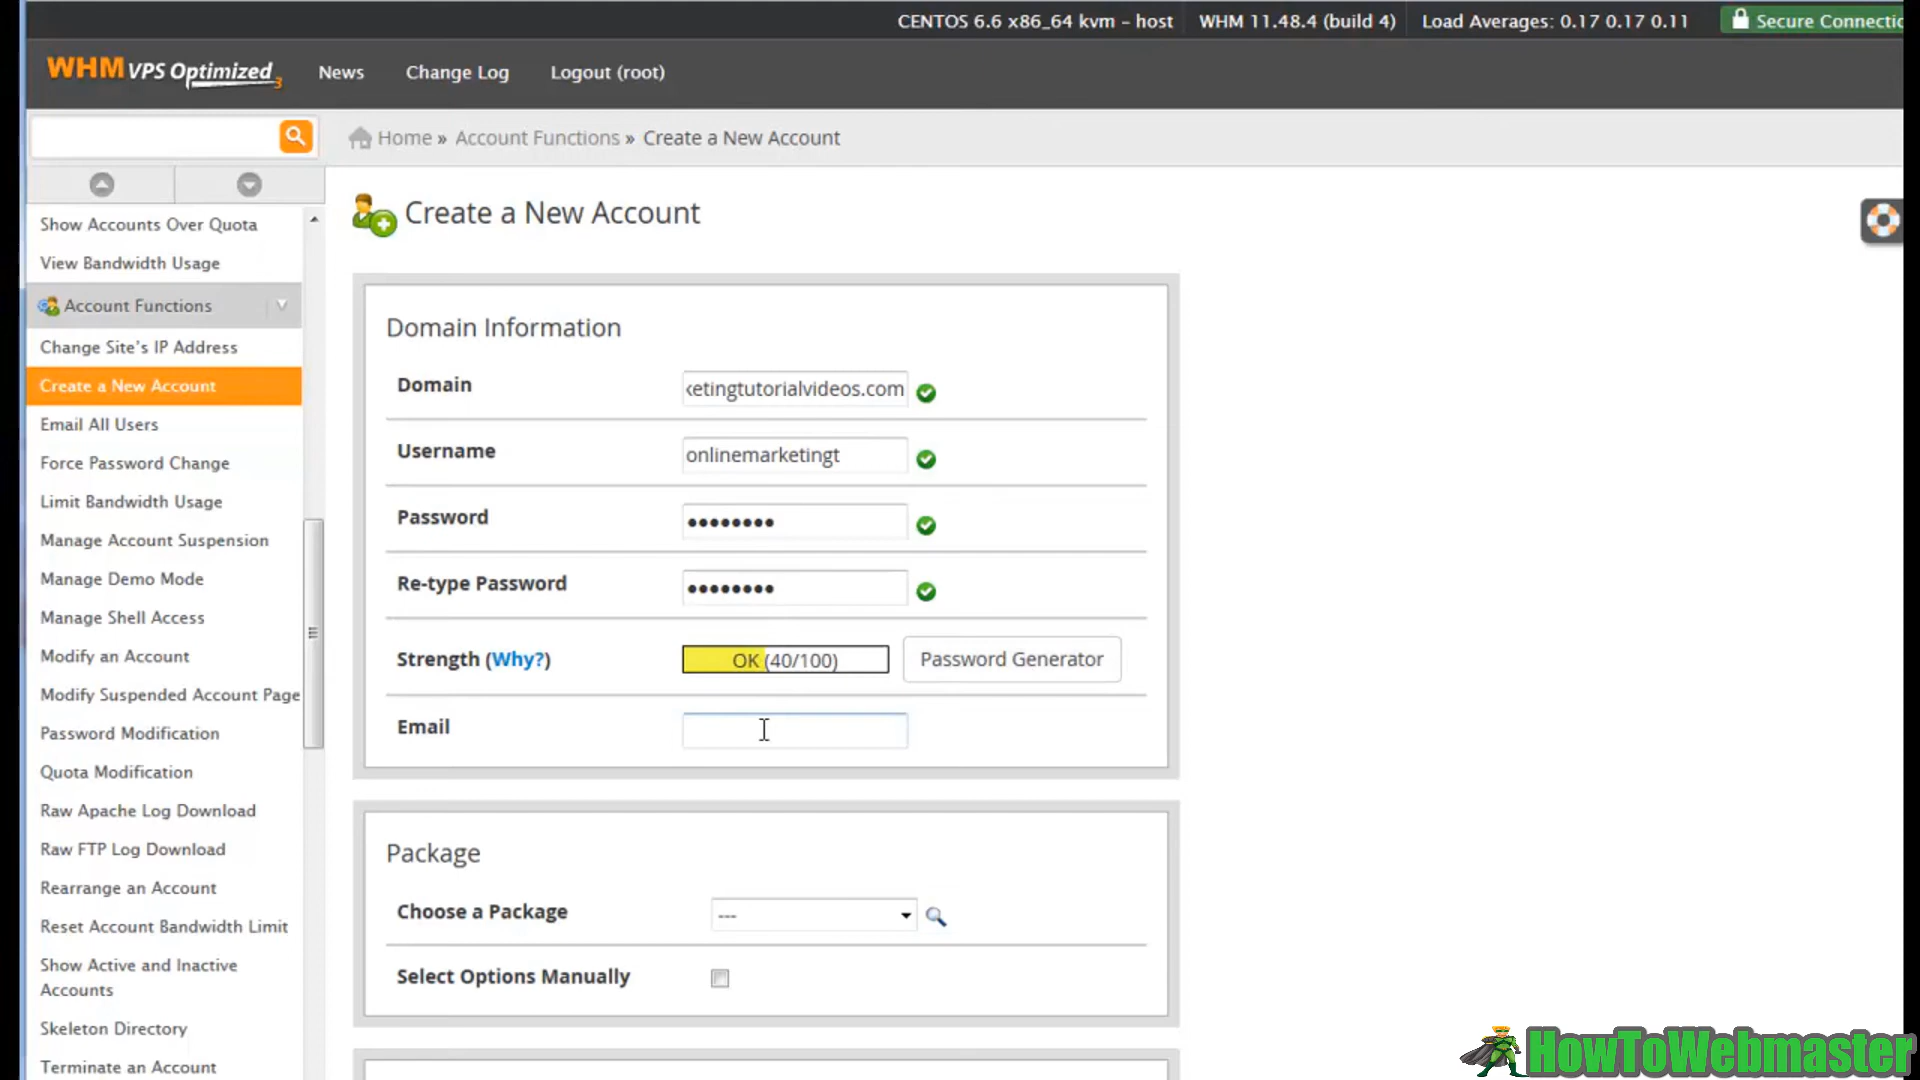 CENTOS 6.6 x86_64 kvm – host WHM 11.48.4 (build 4) Load Averages: 0.17 0.17 0.11 Secure Connectic
WHM VPS Optimized 3 News Change Log Logout (root)
Home » Account Functions » Create a New Account
Show Accounts Over Quota
View Bandwidth Usage
Account Functions
Change Site's IP Address
Create a New Account
Email All Users
Force Password Change
Limit Bandwidth Usage
Manage Account Suspension
Manage Demo Mode
Manage Shell Access
Modify an Account
Modify Suspended Account Page
Password Modification
Quota Modification
Raw Apache Log Download
Raw FTP Log Download
Rearrange an Account
Reset Account Bandwidth Limit
Show Active and Inactive
Accounts
Skeleton Directory
Terminate an Account
Create a New Account
Domain Information
Domain ketingtutorialvideos.com
Username onlinemarketingt
Password ••••••••
Re-type Password ••••••••
Strength (Why?) OK (40/100) Password Generator
Email
Package
Choose a Package ---
Select Options Manually
HowToWebmaster